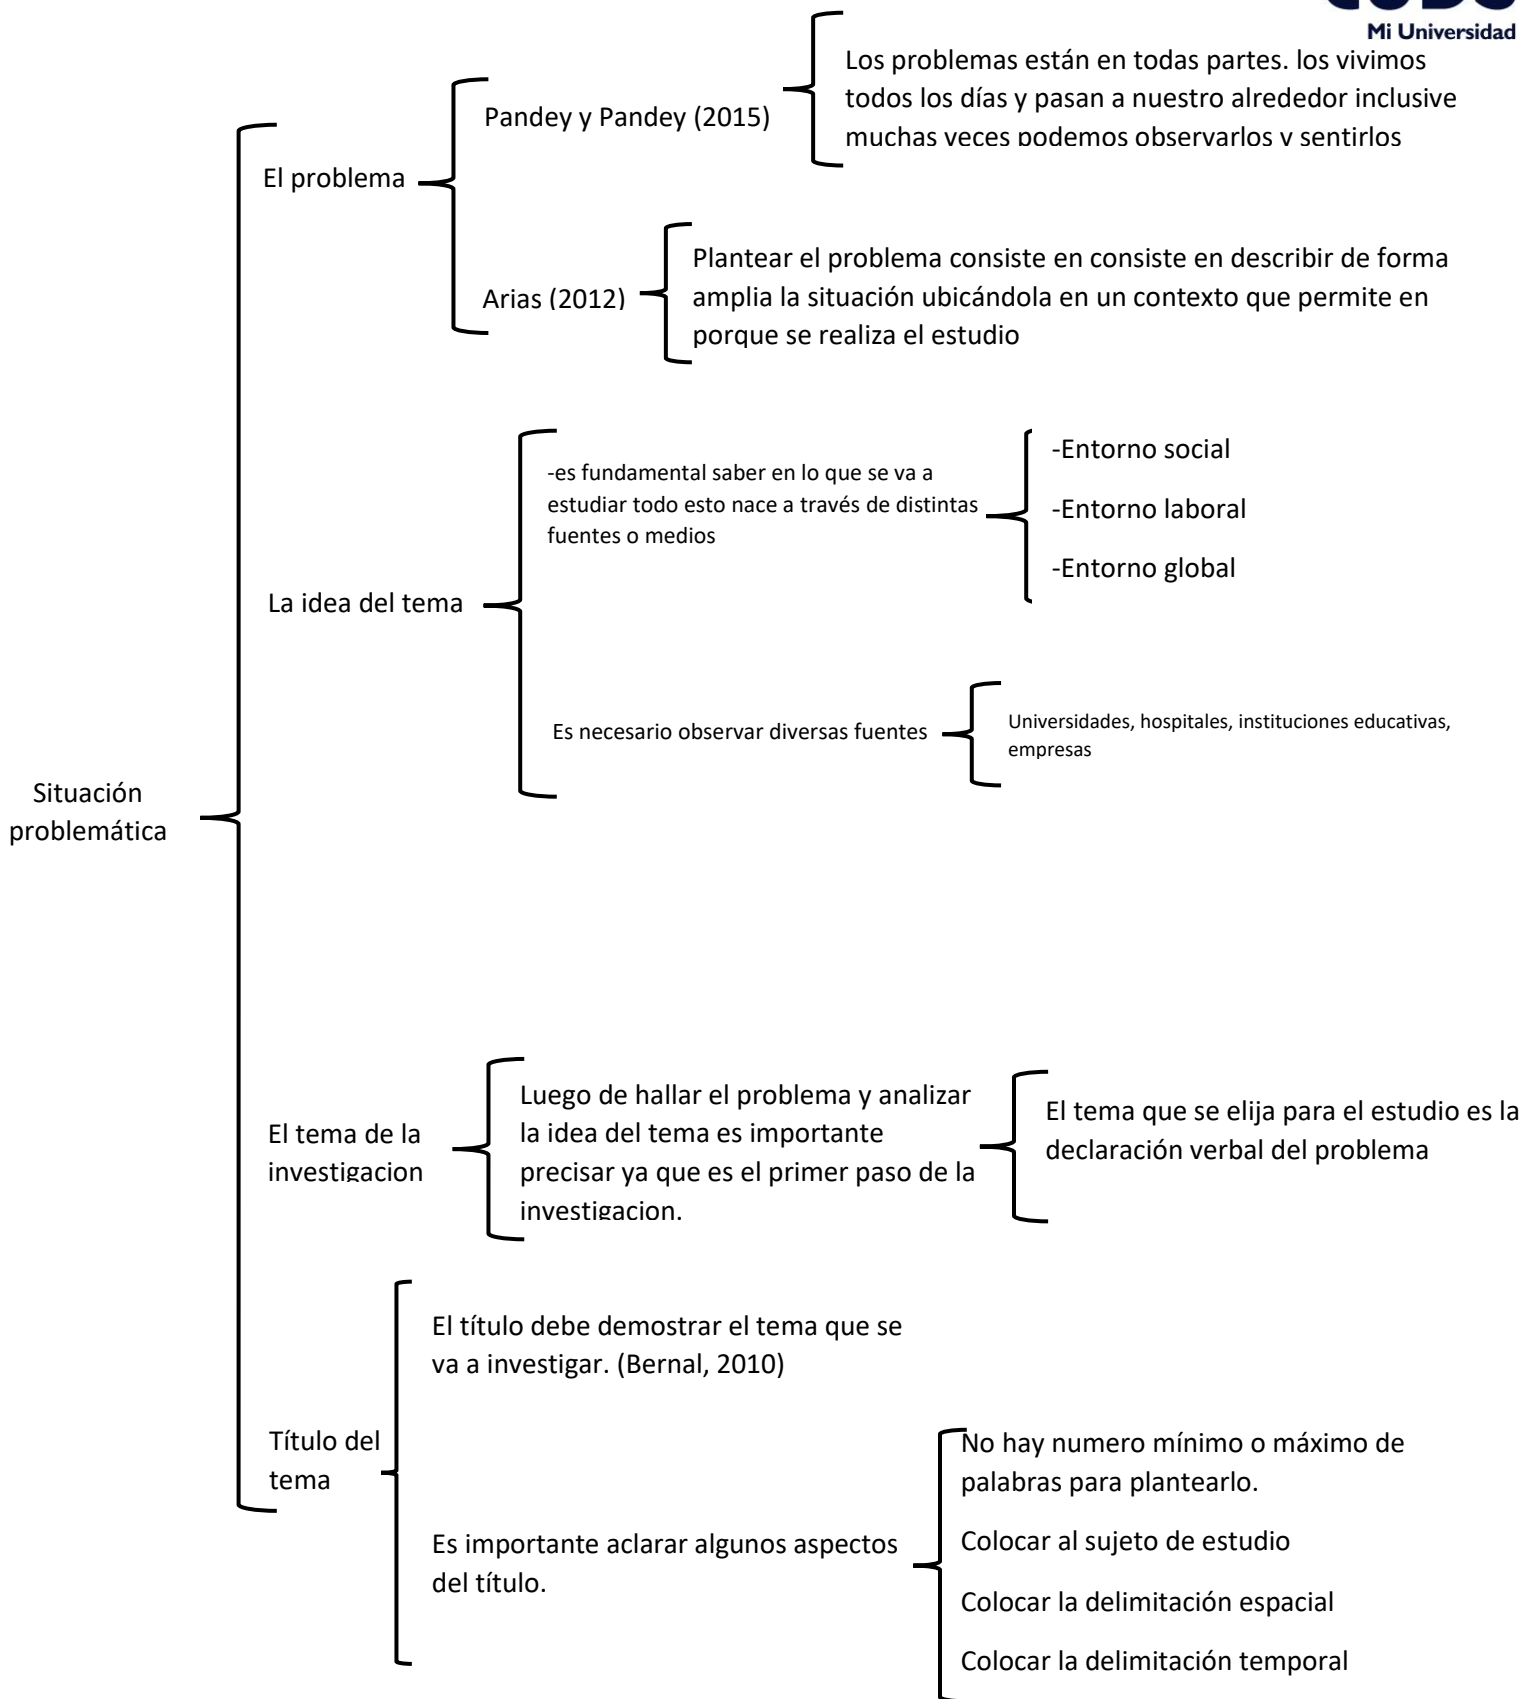 Mi Universidad
Los problemas están en todas partes. los vivimos
todos los días y pasan a nuestro alrededor inclusive
muchas veces podemos observarlos y sentirlos
Pandey y Pandey (2015)
El problema
Plantear el problema consiste en consiste en describir de forma
amplia la situación ubicándola en un contexto que permite en
porque se realiza el estudio
Arias (2012)
-es fundamental saber en lo que se va a
estudiar todo esto nace a través de distintas
fuentes o medios
-Entorno social
-Entorno laboral
-Entorno global
La idea del tema
Es necesario observar diversas fuentes
Universidades, hospitales, instituciones educativas,
empresas
Situación
problemática
El tema de la
investigacion
Luego de hallar el problema y analizar
la idea del tema es importante
precisar ya que es el primer paso de la
investigacion.
El tema que se elija para el estudio es la
declaración verbal del problema
El título debe demostrar el tema que se
va a investigar. (Bernal, 2010)
Título del
tema
Es importante aclarar algunos aspectos
del título.
No hay numero mínimo o máximo de
palabras para plantearlo.
Colocar al sujeto de estudio
Colocar la delimitación espacial
Colocar la delimitación temporal